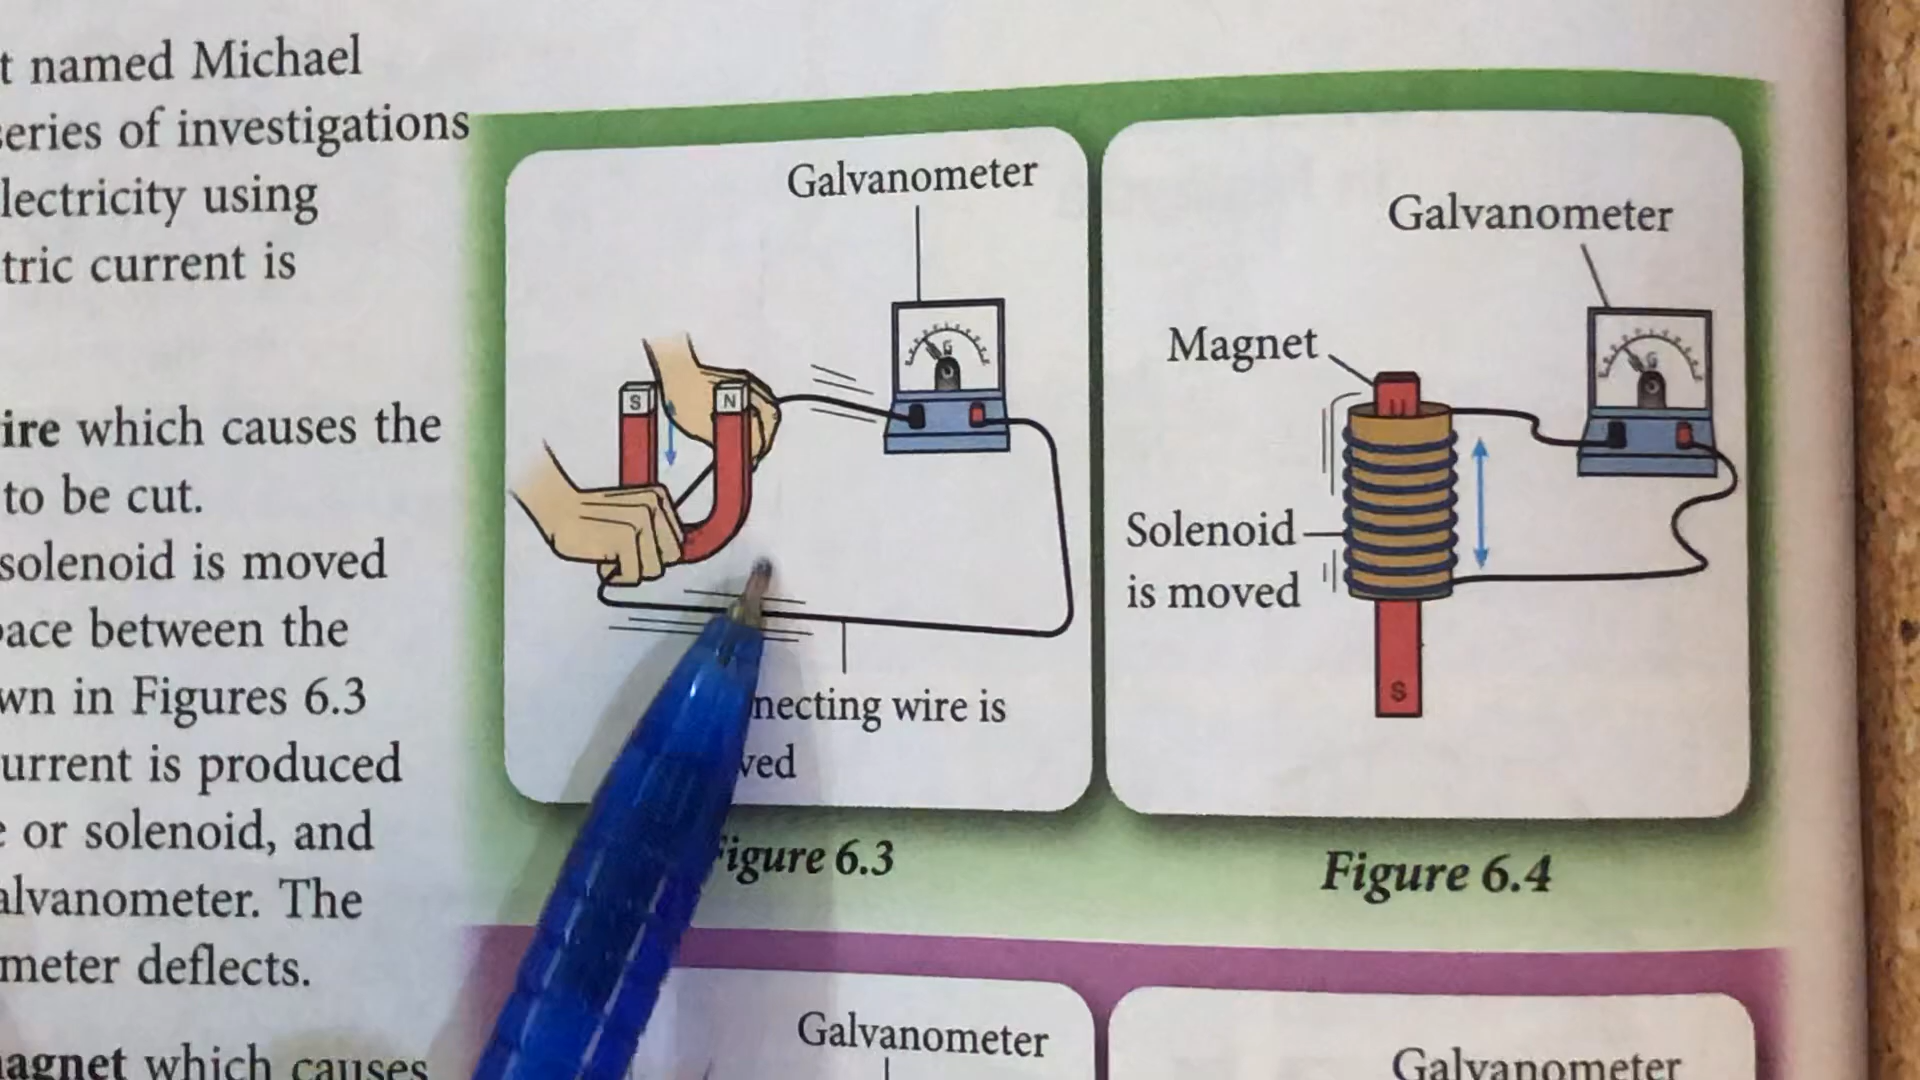 t named Michael
eries of investigations
lectricity using
tric current is
ire which causes the
to be cut.
solenoid is moved
ace between the
wn in Figures 6.3
urrent is produced
or solenoid, and
alvanometer. The
meter deflects.
agnet which causes
Galvanometer
S
N
G
necting wire is
ved
igure 6.3
Galvanometer
G
Magnet
Solenoid
is moved
S
Figure 6.4
Galvanometer
Galvanometer